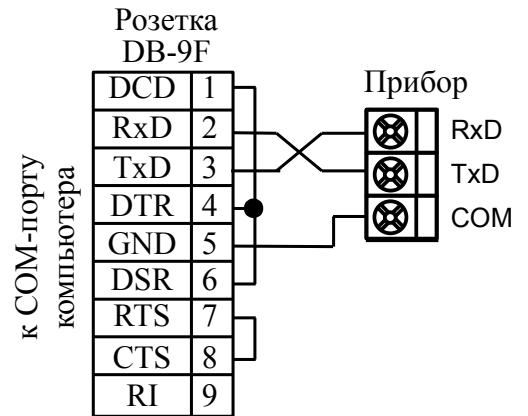 Розетка
DB-9F
DCD 1
RxD 2
TxD 3
DTR 4
GND 5
DSR 6
RTS 7
CTS 8
RI 9
к COM-порту
компьютера
Прибор
RxD
TxD
COM